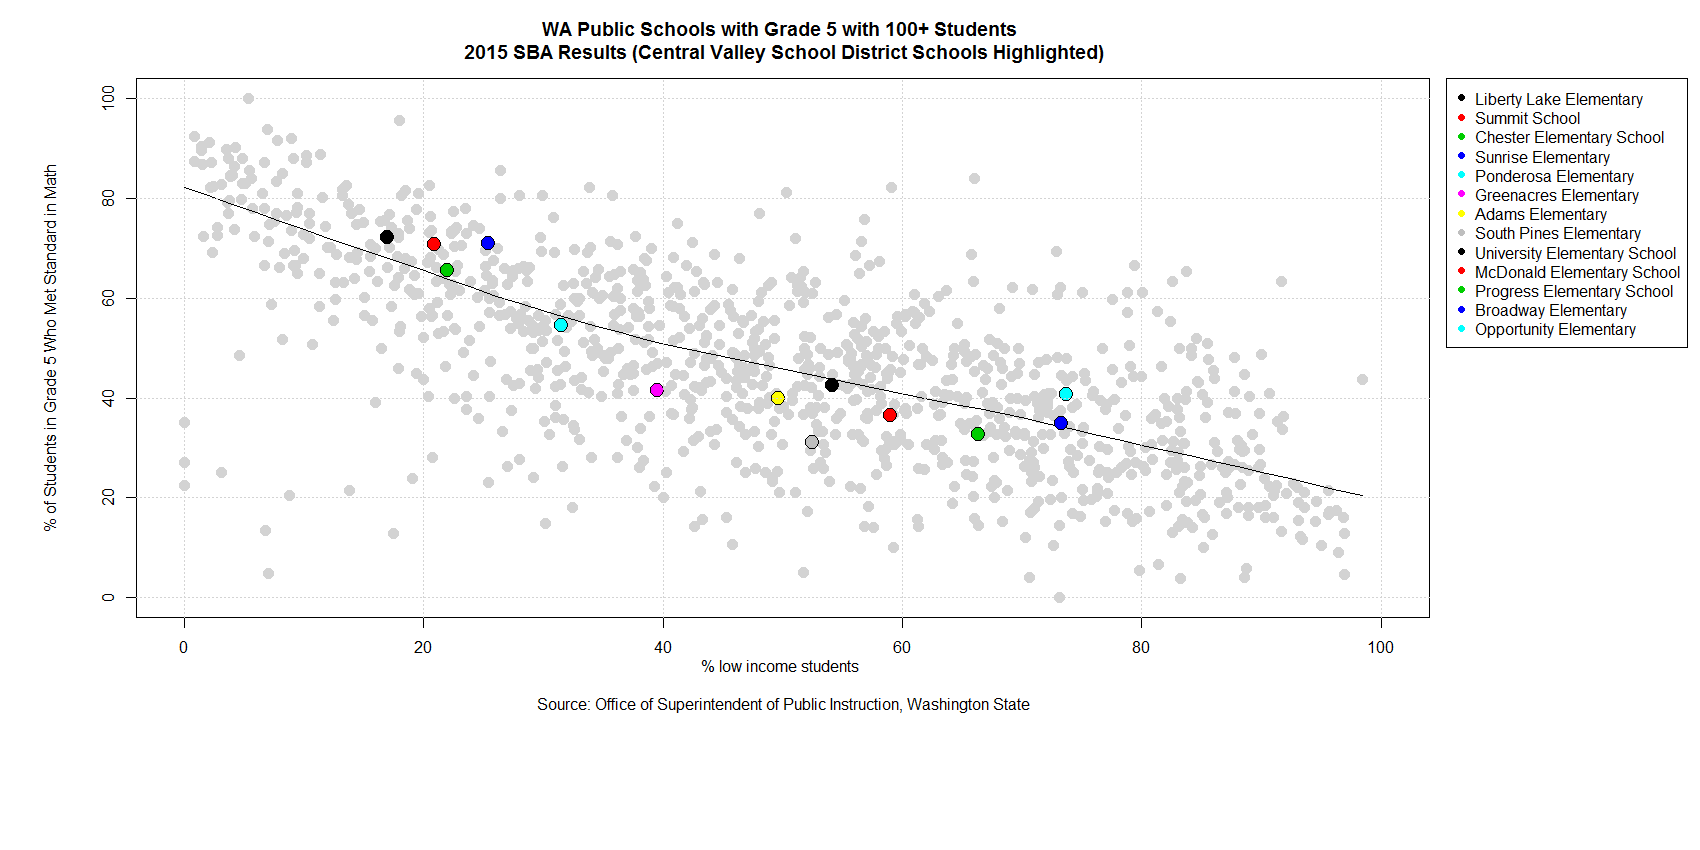 WA Public Schools with Grade 5 with 100+ Students
2015 SBA Results (Central Valley School District Schools Highlighted)
% of Students in Grade 5 Who Met Standard in Math
100
80
60
40
20
0
0 20 40 60 80 100
% low income students
Source: Office of Superintendent of Public Instruction, Washington State
Liberty Lake Elementary
Summit School
Chester Elementary School
Sunrise Elementary
Ponderosa Elementary
Greenacres Elementary
Adams Elementary
South Pines Elementary
University Elementary School
McDonald Elementary School
Progress Elementary School
Broadway Elementary
Opportunity Elementary